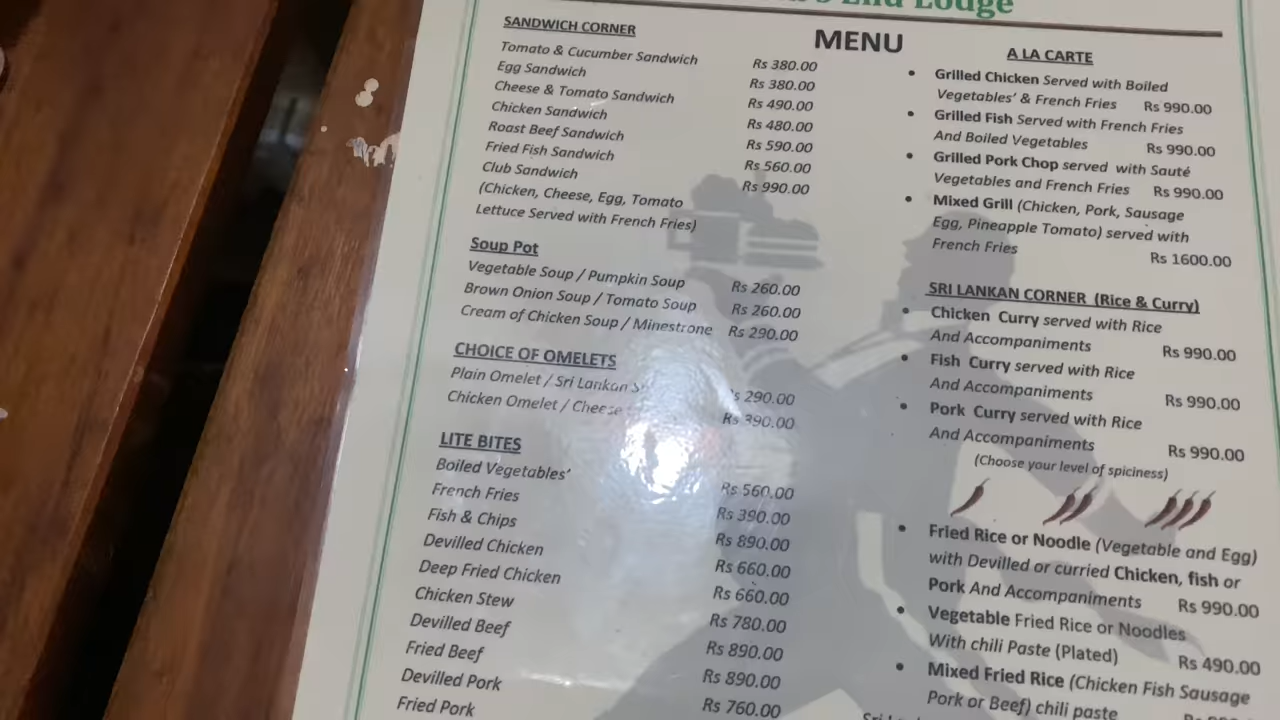 End Lodge
MENU
SANDWICH CORNER
Tomato & Cucumber Sandwich Rs 380.00
Egg Sandwich Rs 380.00
Cheese & Tomato Sandwich Rs 490.00
Chicken Sandwich Rs 480.00
Roast Beef Sandwich Rs 590.00
Fried Fish Sandwich Rs 560.00
Club Sandwich Rs 990.00
(Chicken, Cheese, Egg, Tomato
Lettuce Served with French Fries)
Soup Pot
Vegetable Soup / Pumpkin Soup Rs 260.00
Brown Onion Soup / Tomato Soup Rs 260.00
Cream of Chicken Soup / Minestrone Rs 290.00
CHOICE OF OMELETS
Plain Omelet / Sri Lankan Rs 290.00
Chicken Omelet / Cheese Rs 390.00
LITE BITES
Boiled Vegetables’ Rs 560.00
French Fries Rs 390.00
Fish & Chips Rs 890.00
Devilled Chicken Rs 660.00
Deep Fried Chicken Rs 660.00
Chicken Stew Rs 780.00
Devilled Beef Rs 890.00
Fried Beef Rs 890.00
Devilled Pork Rs 760.00
Fried Pork
A LA CARTE
• Grilled Chicken Served with Boiled
Vegetables’ & French Fries Rs 990.00
• Grilled Fish Served with French Fries
And Boiled Vegetables Rs 990.00
• Grilled Pork Chop served with Sauté
Vegetables and French Fries Rs 990.00
• Mixed Grill (Chicken, Pork, Sausage
Egg, Pineapple Tomato) served with
French Fries Rs 1600.00
SRI LANKAN CORNER (Rice & Curry)
• Chicken Curry served with Rice
And Accompaniments Rs 990.00
• Fish Curry served with Rice
And Accompaniments Rs 990.00
• Pork Curry served with Rice
And Accompaniments Rs 990.00
(Choose your level of spiciness)
• Fried Rice or Noodle (Vegetable and Egg)
with Devilled or curried Chicken, fish or
Pork And Accompaniments Rs 990.00
• Vegetable Fried Rice or Noodles
With chili Paste (Plated) Rs 490.00
• Mixed Fried Rice (Chicken Fish Sausage
Pork or Beef) chili paste